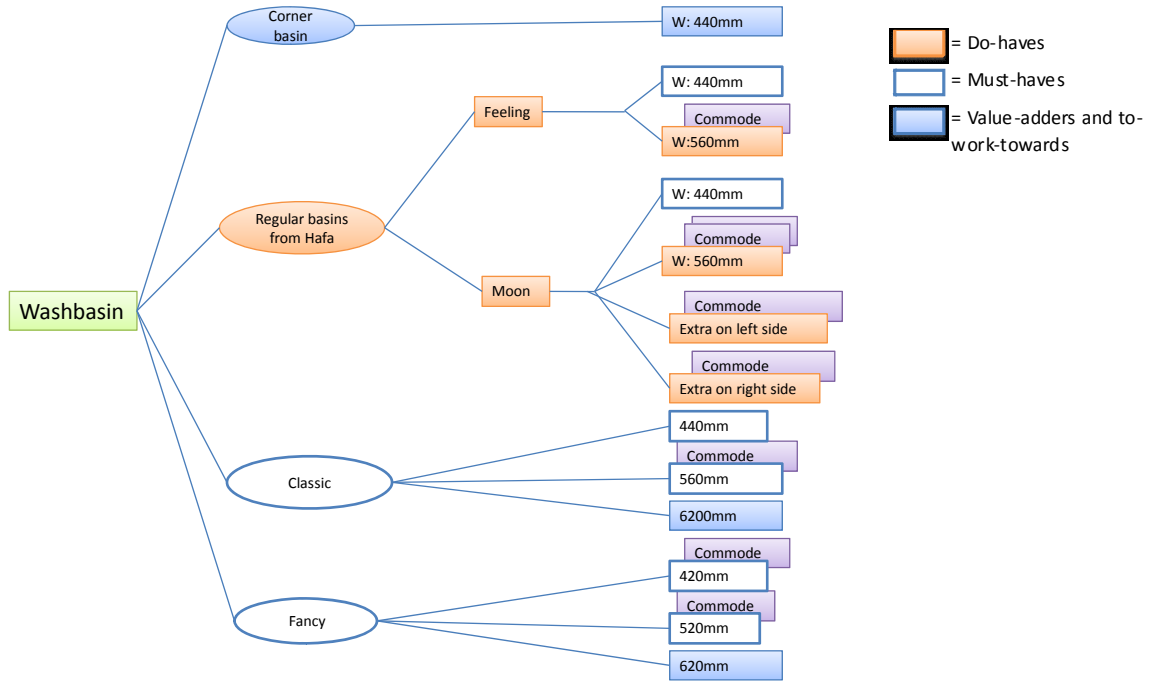 Corner
basin
W: 440mm
= Do-haves
= Must-haves
= Value-adders and to-
work-towards
W: 440mm
Feeling
Commode
W:560mm
W: 440mm
Regular basins
from Hafa
Commode
W: 560mm
Moon
Washbasin
Commode
Extra on left side
Commode
Extra on right side
440mm
Commode
Classic
560mm
6200mm
Commode
420mm
Commode
Fancy
520mm
620mm